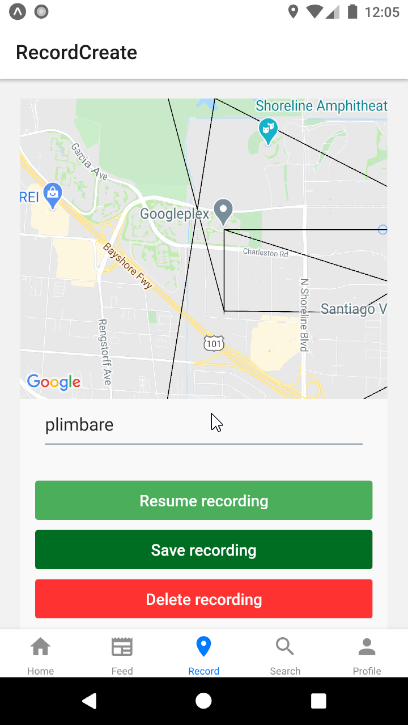 12:05
RecordCreate
Shoreline Amphitheat
Garcia Ave
REI
Googleplex
Charleston Rd
Bayshore Fwy
N Shoreline Blvd
Santiago V
Rengstorff Ave
101
Google
plimbare
Resume recording
Save recording
Delete recording
Home Feed Record Search Profile